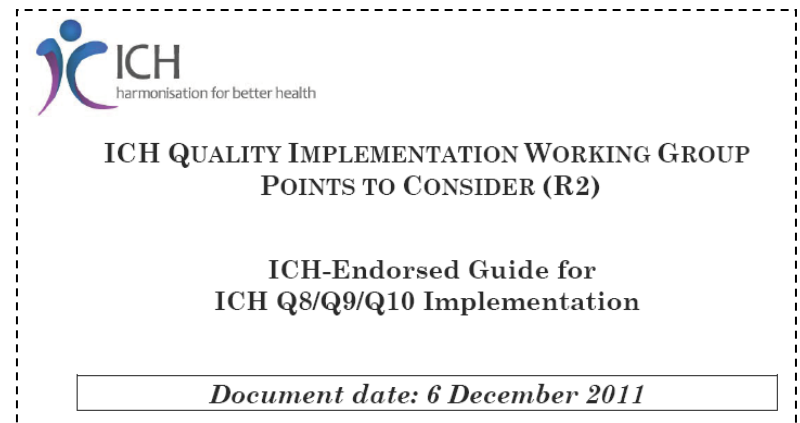 ICH
harmonisation for better health
ICH QUALITY IMPLEMENTATION WORKING GROUP
POINTS TO CONSIDER (R2)
ICH-Endorsed Guide for
ICH Q8/Q9/Q10 Implementation
Document date: 6 December 2011